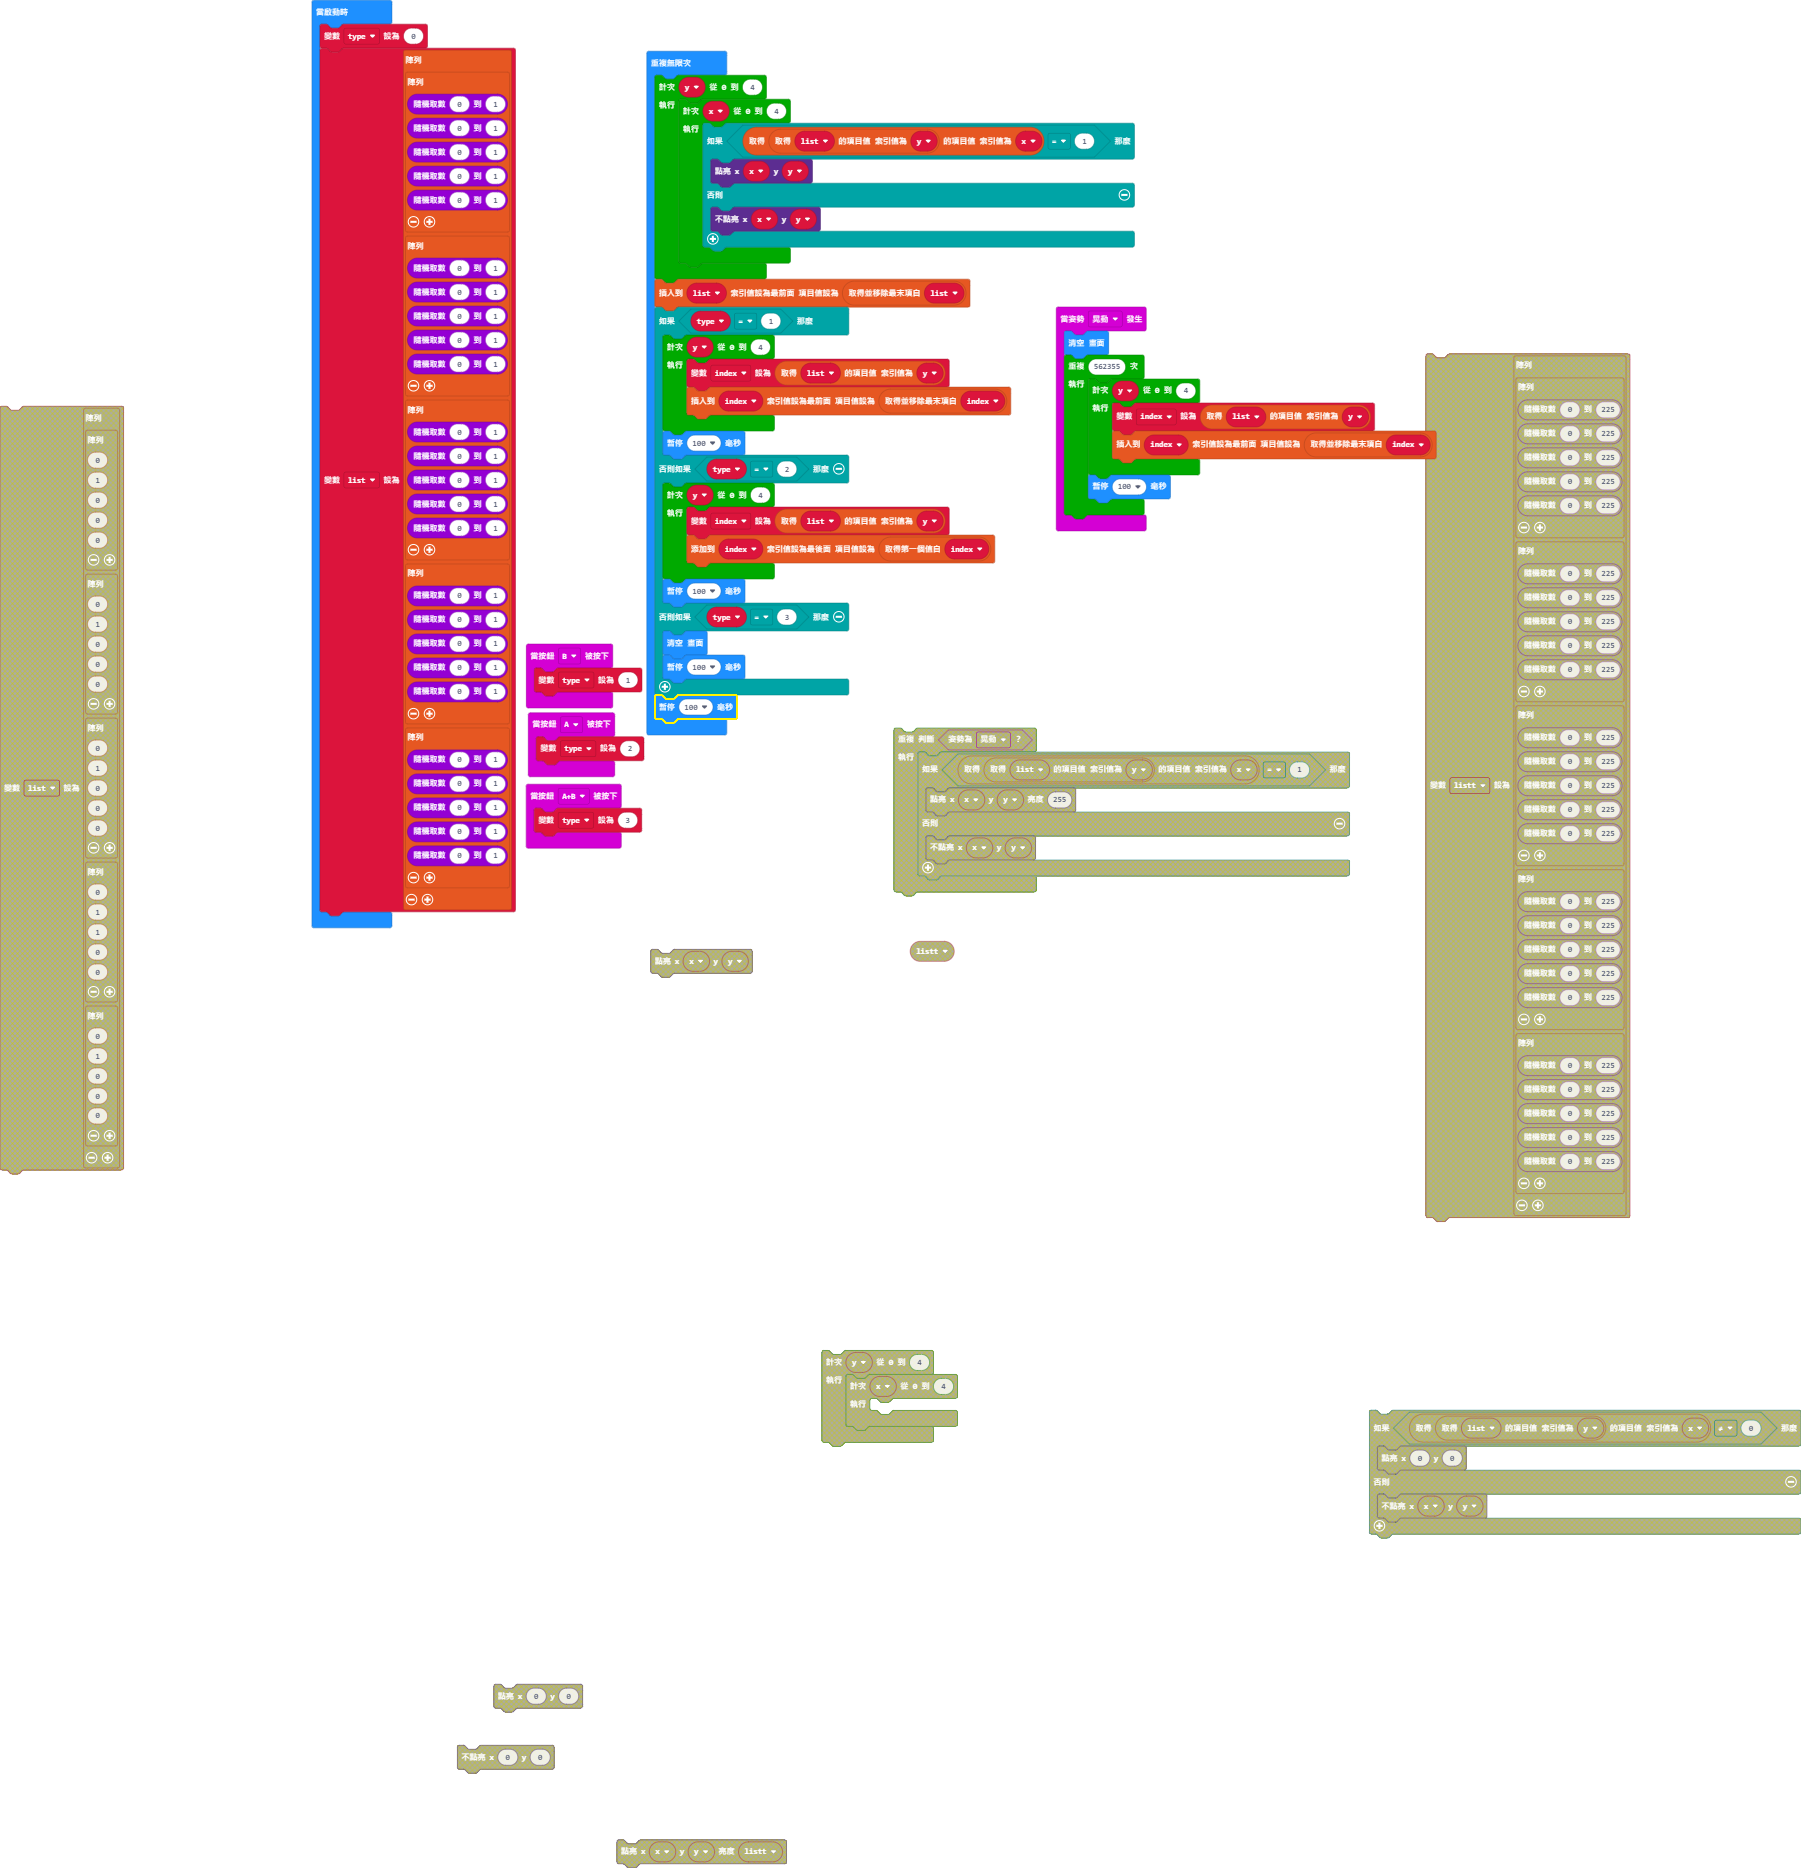 當啟動時
變數 type 設為 0
變數 list 設為
陣列
陣列
隨機取數 0 到 1
隨機取數 0 到 1
隨機取數 0 到 1
隨機取數 0 到 1
隨機取數 0 到 1
陣列
隨機取數 0 到 1
隨機取數 0 到 1
隨機取數 0 到 1
隨機取數 0 到 1
隨機取數 0 到 1
陣列
隨機取數 0 到 1
隨機取數 0 到 1
隨機取數 0 到 1
隨機取數 0 到 1
隨機取數 0 到 1
陣列
隨機取數 0 到 1
隨機取數 0 到 1
隨機取數 0 到 1
隨機取數 0 到 1
隨機取數 0 到 1
陣列
隨機取數 0 到 1
隨機取數 0 到 1
隨機取數 0 到 1
隨機取數 0 到 1
隨機取數 0 到 1
重複無限次
計次 y 從 0 到 4
執行
計次 x 從 0 到 4
執行
如果 取得 取得 list 的項目值 索引值為 y 的項目值 索引值為 x = 1 那麼
點亮 x x y y
否則
不點亮 x x y y
插入到 list 索引值設為最前面 項目值設為 取得並移除最末項自 list
如果 type = 1 那麼
計次 y 從 0 到 4
執行
變數 index 設為 取得 list 的項目值 索引值為 y
插入到 index 索引值設為最前面 項目值設為 取得並移除最末項自 index
暫停 100 毫秒
否則如果 type = 2 那麼
計次 y 從 0 到 4
執行
變數 index 設為 取得 list 的項目值 索引值為 y
添加到 index 索引值設為最後面 項目值設為 取得第一個值自 index
暫停 100 毫秒
否則如果 type = 3 那麼
清空 畫面
暫停 100 毫秒
暫停 100 毫秒
當姿勢 晃動 發生
清空 畫面
重複 562355 次
執行
計次 y 從 0 到 4
執行
變數 index 設為 取得 list 的項目值 索引值為 y
插入到 index 索引值設為最前面 項目值設為 取得並移除最末項自 index
暫停 100 毫秒
當按鈕 B 被按下
變數 type 設為 1
當按鈕 A 被按下
變數 type 設為 2
當按鈕 A+B 被按下
變數 type 設為 3
變數 list 設為
陣列
陣列
0
1
0
0
0
陣列
0
1
0
0
0
陣列
0
1
0
0
0
陣列
0
1
1
0
0
陣列
0
1
0
0
0
重複 判斷 姿勢為 晃動 ?
執行
如果 取得 取得 list 的項目值 索引值為 y 的項目值 索引值為 x = 1 那麼
點亮 x x y y 亮度 255
否則
不點亮 x x y y
點亮 x x y y
listt
變數 listt 設為
陣列
陣列
隨機取數 0 到 225
隨機取數 0 到 225
隨機取數 0 到 225
隨機取數 0 到 225
隨機取數 0 到 225
陣列
隨機取數 0 到 225
隨機取數 0 到 225
隨機取數 0 到 225
隨機取數 0 到 225
隨機取數 0 到 225
陣列
隨機取數 0 到 225
隨機取數 0 到 225
隨機取數 0 到 225
隨機取數 0 到 225
隨機取數 0 到 225
陣列
隨機取數 0 到 225
隨機取數 0 到 225
隨機取數 0 到 225
隨機取數 0 到 225
隨機取數 0 到 225
陣列
隨機取數 0 到 225
隨機取數 0 到 225
隨機取數 0 到 225
隨機取數 0 到 225
隨機取數 0 到 225
計次 y 從 0 到 4
執行
計次 x 從 0 到 4
執行
如果 取得 取得 list 的項目值 索引值為 y 的項目值 索引值為 x 0 那麼
點亮 x 0 y 0
否則
不點亮 x x y y
點亮 x 0 y 0
不點亮 x 0 y 0
點亮 x x y y 亮度 listt